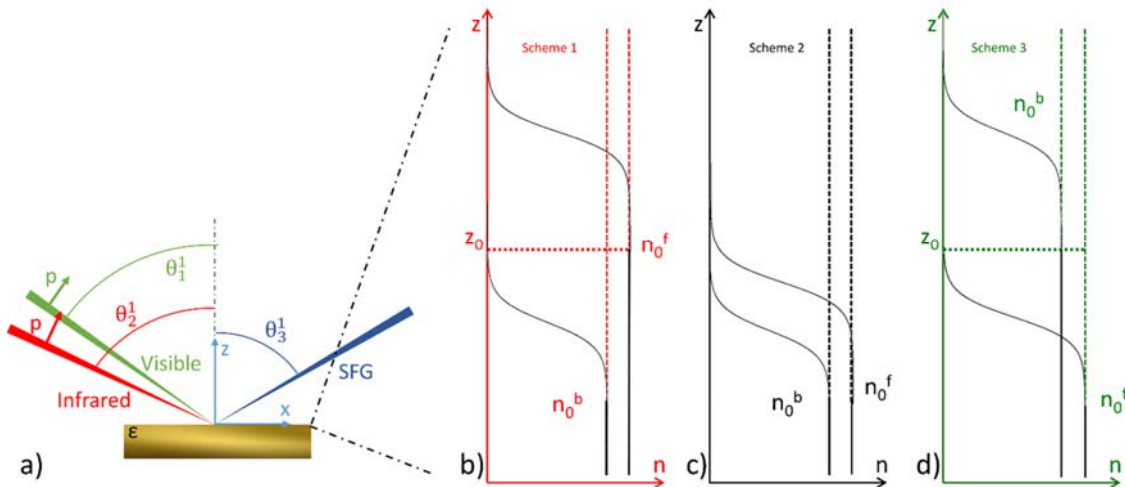 z
Scheme 1
z₀
n₀ᶠ
n₀ᵇ
n
b)
z
Scheme 2
n₀ᶠ
n₀ᵇ
n
c)
z
Scheme 3
n₀ᵇ
z₀
n₀ᶠ
n
d)
p
θ₁¹
p
θ₂¹
θ₃¹
Visible
z
SFG
Infrared
x
ε
a)